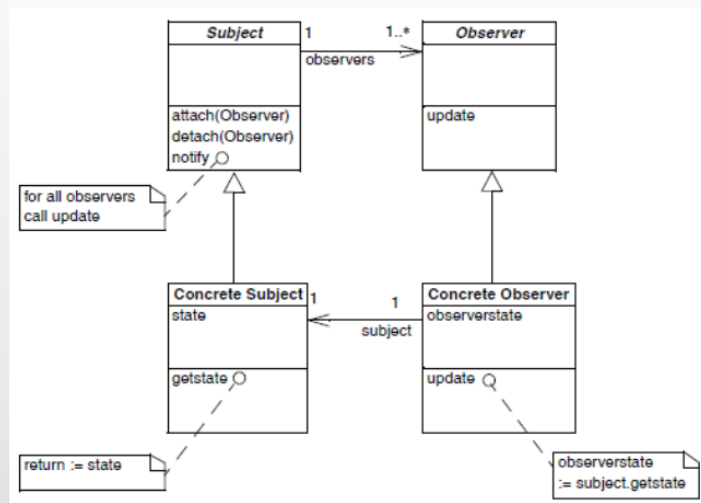 Subject
1
1..*
observers
Observer
attach(Observer)
detach(Observer)
notify
update
for all observers
call update
Concrete Subject
state
getstate
1
1
subject
Concrete Observer
observerstate
update
return := state
observerstate
:= subject.getstate